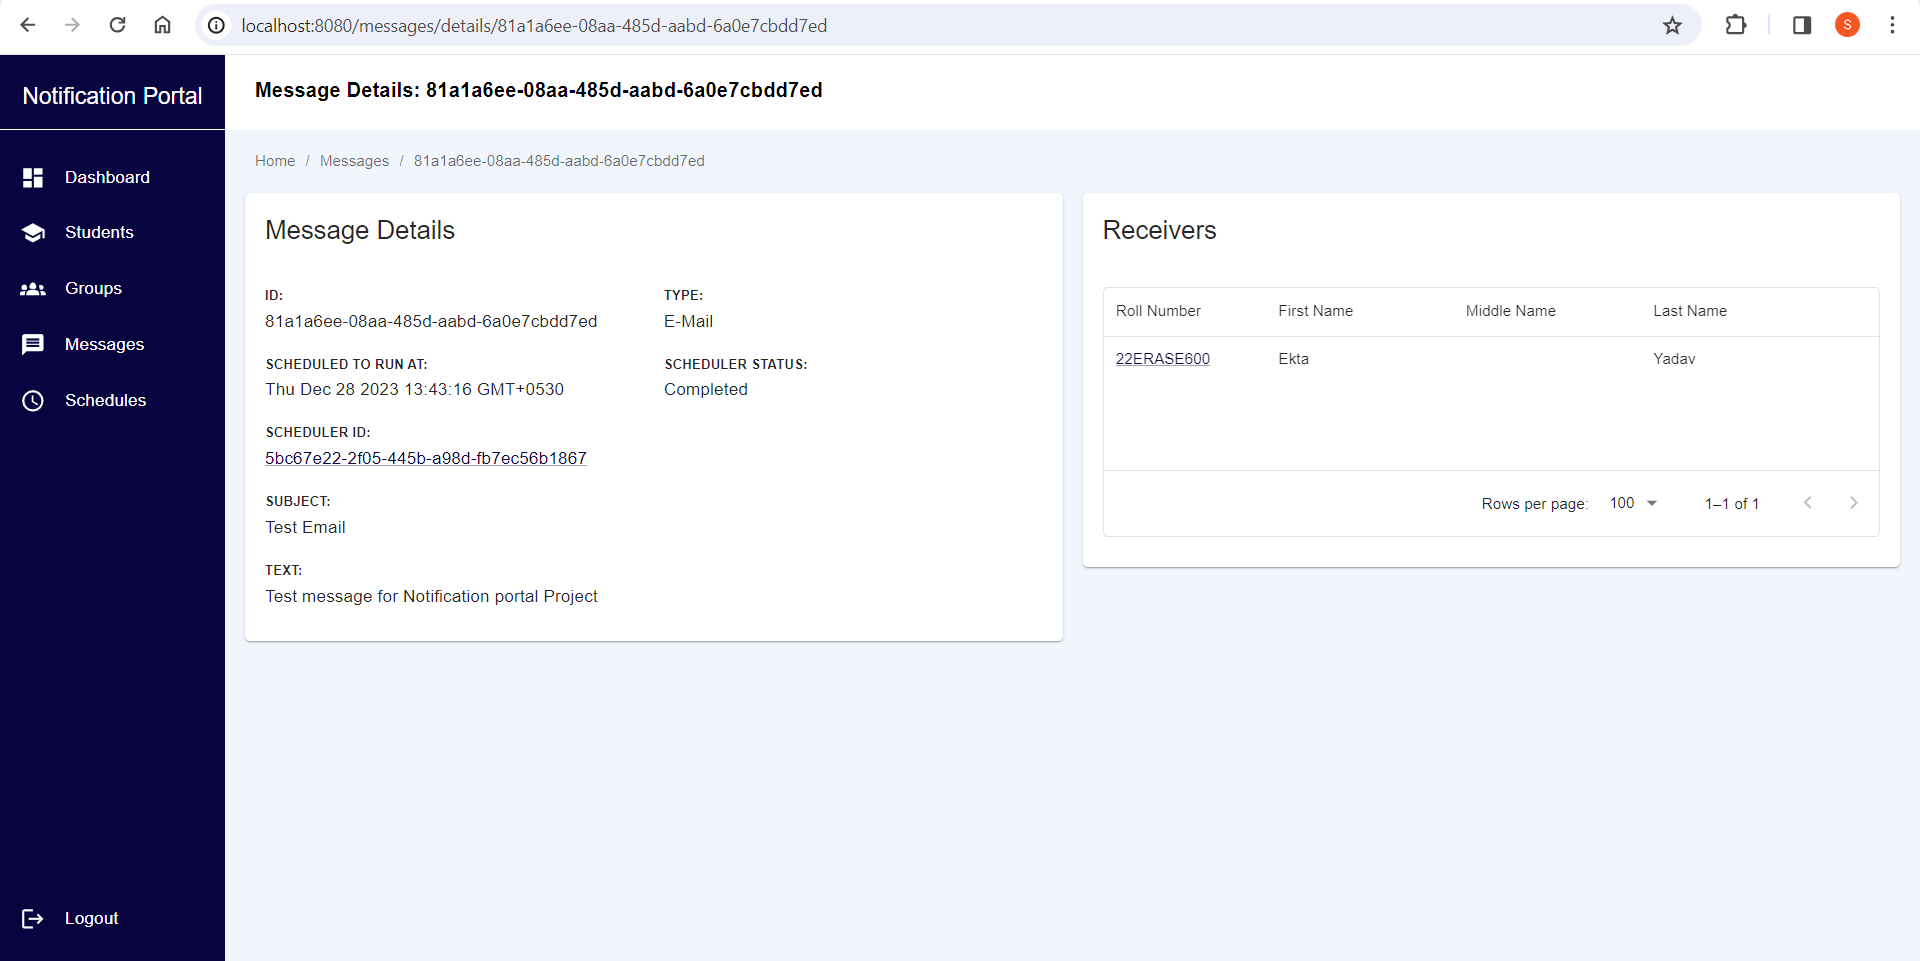 localhost:8080/messages/details/81a1a6ee-08aa-485d-aabd-6a0e7cbdd7ed
S
Notification Portal
Dashboard
Students
Groups
Messages
Schedules
Logout
Message Details: 81a1a6ee-08aa-485d-aabd-6a0e7cbdd7ed
Home / Messages / 81a1a6ee-08aa-485d-aabd-6a0e7cbdd7ed
Message Details
ID:
81a1a6ee-08aa-485d-aabd-6a0e7cbdd7ed
TYPE:
E-Mail
SCHEDULED TO RUN AT:
Thu Dec 28 2023 13:43:16 GMT+0530
SCHEDULER STATUS:
Completed
SCHEDULER ID:
5bc67e22-2f05-445b-a98d-fb7ec56b1867
SUBJECT:
Test Email
TEXT:
Test message for Notification portal Project
Receivers
Roll Number First Name Middle Name Last Name
22ERASE600 Ekta Yadav
Rows per page: 100 1–1 of 1